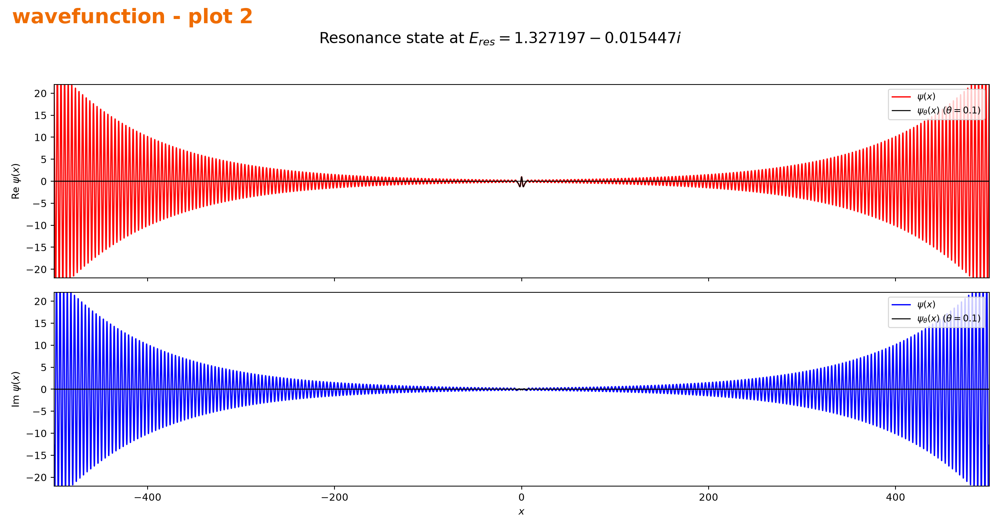 wavefunction - plot 2
Resonance state at E_res = 1.327197 − 0.015447i
20
15
10
5
0
−5
−10
−15
−20
Re ψ(x)
ψ(x)
ψ_θ(x) (θ = 0.1)
20
15
10
5
0
−5
−10
−15
−20
Im ψ(x)
ψ(x)
ψ_θ(x) (θ = 0.1)
−400 −200 0 200 400
x